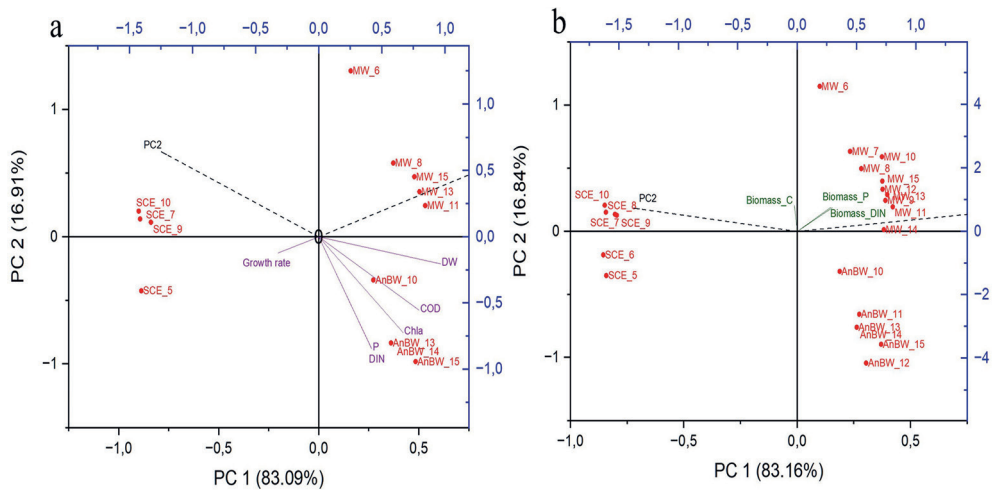 a
-1,5 -1,0 -0,5 0,0 0,5 1,0
1
0
-1
PC 2 (16.91%)
1,0
0,5
0,0
-0,5
-1,0
MW_6
MW_8
MW_15
MW_13
MW_11
PC2
SCE_10
SCE_7
SCE_9
SCE_5
Growth rate
DW
AnBW_10
COD
Chla
P
DIN
AnBW_13
AnBW_14
AnBW_15
-1,0 -0,5 0,0 0,5
PC 1 (83.09%)
b
-1,5 -1,0 -0,5 0,0 0,5 1,0
1
0
-1
PC 2 (16.84%)
4
2
0
-2
-4
MW_6
MW_7
MW_10
MW_8
MW_15
MW_12
MW_13
MW_11
MW_14
SCE_10
SCE_8
PC2
SCE_7
SCE_9
SCE_6
SCE_5
Biomass_C
Biomass_P
Biomass_DIN
AnBW_10
AnBW_11
AnBW_13
AnBW_14
AnBW_15
AnBW_12
-1,0 -0,5 0,0 0,5
PC 1 (83.16%)